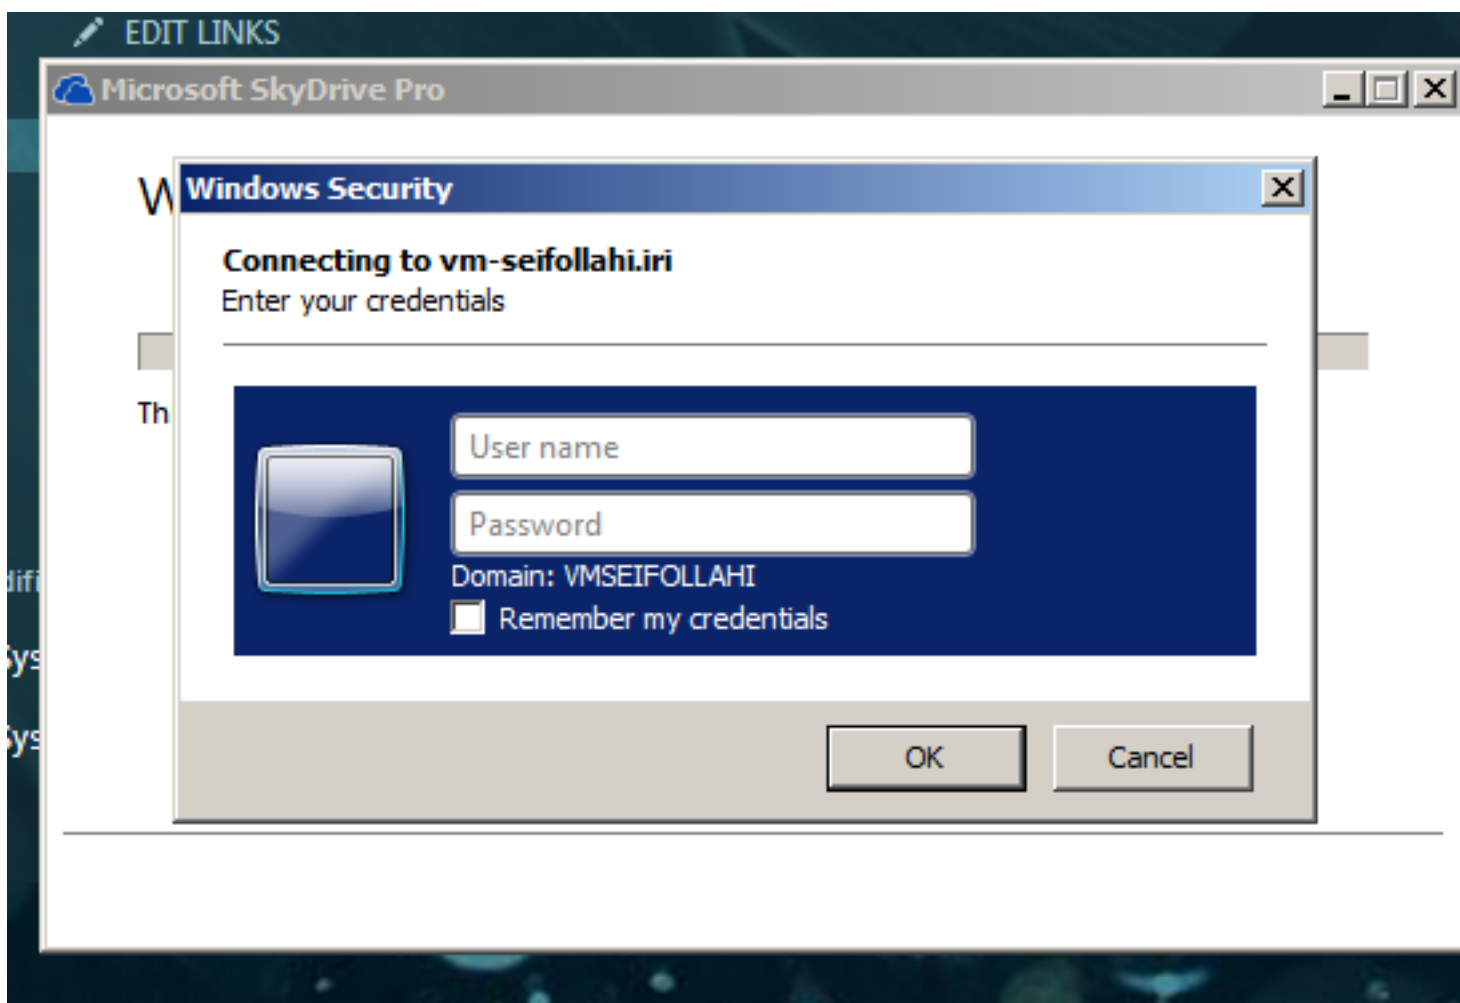 EDIT LINKS
Microsoft SkyDrive Pro
Windows Security
Connecting to vm-seifollahi.iri
Enter your credentials
User name
Password
Domain: VMSEIFOLLAHI
Remember my credentials
OK
Cancel